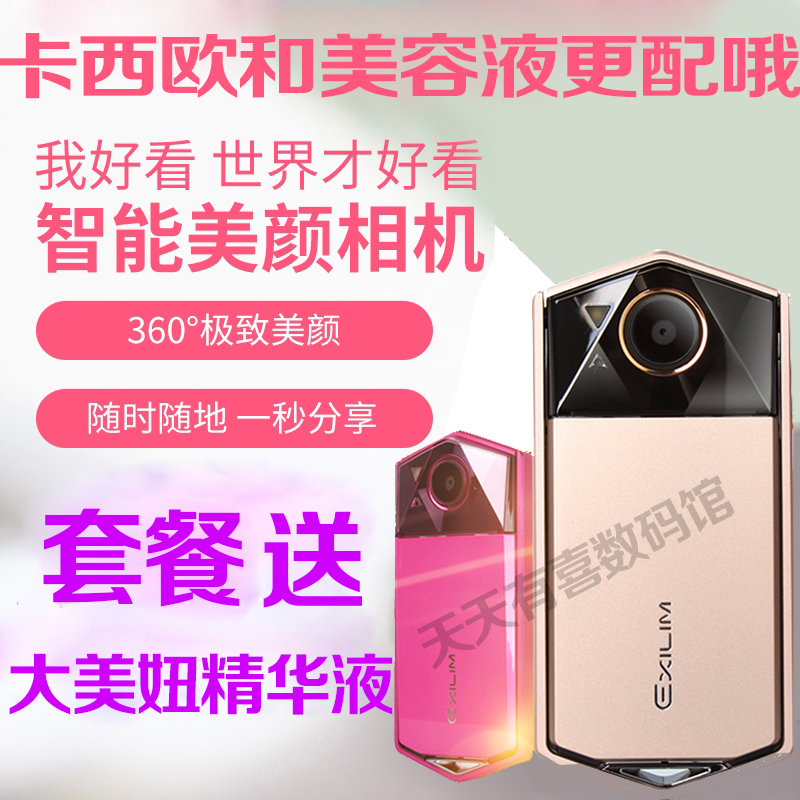 卡西欧和美容液更配哦
我好看 世界才好看
智能美颜相机
360°极致美颜
随时随地 一秒分享
套餐送
大美妞精华液
天天有喜数码馆
EXILIM
EXILIM